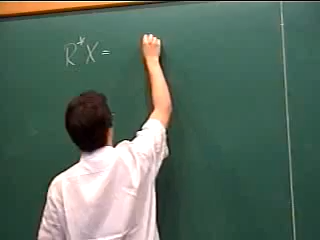 R*X =